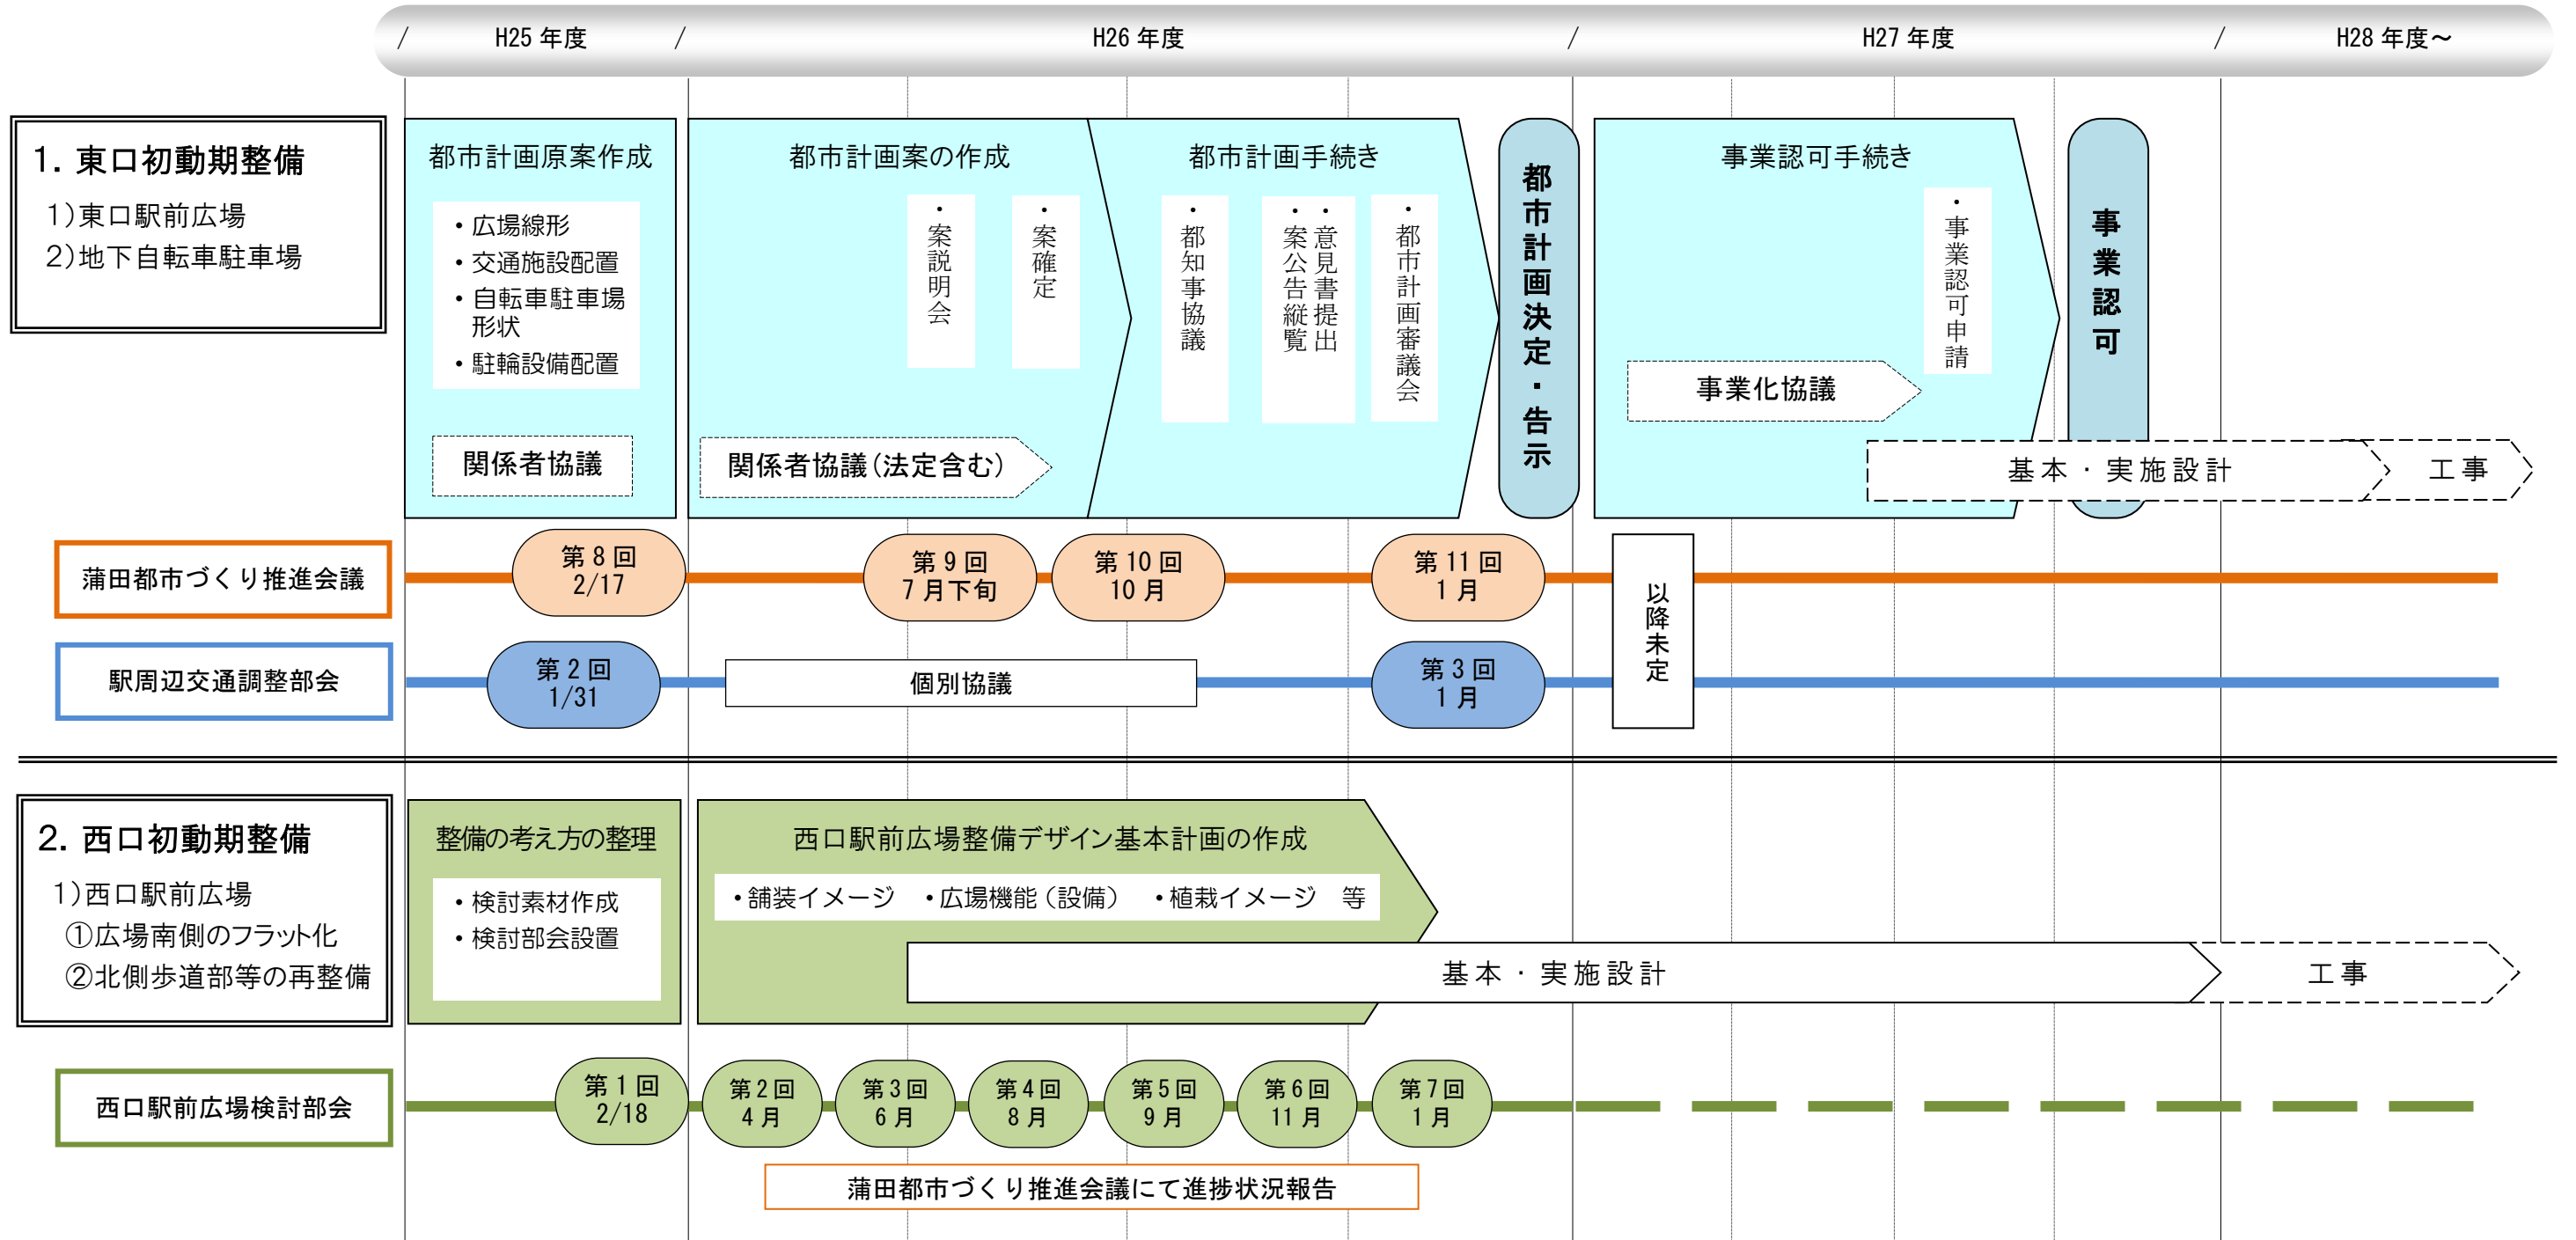 / H25 年度 / H26 年度 / H27 年度 / H28 年度～
1. 東口初動期整備
1)東口駅前広場
2)地下自転車駐車場
都市計画原案作成
・広場線形
・交通施設配置
・自転車駐車場
形状
・駐輪設備配置
関係者協議
都市計画案の作成
・案説明会
・案確定
関係者協議(法定含む)
都市計画手続き
・都知事協議
・意見書提出
・案公告縦覧
・都市計画審議会
都市計画決定・告示
事業認可手続き
・事業認可申請
事業化協議
事業認可
基本・実施設計
工事
蒲田都市づくり推進会議
第 8 回
2/17
第 9 回
7 月下旬
第 10 回
10 月
第 11 回
1 月
以降未定
駅周辺交通調整部会
第 2 回
1/31
個別協議
第 3 回
1 月
2. 西口初動期整備
1)西口駅前広場
①広場南側のフラット化
②北側歩道部等の再整備
整備の考え方の整理
・検討素材作成
・検討部会設置
西口駅前広場整備デザイン基本計画の作成
・舗装イメージ ・広場機能(設備) ・植栽イメージ 等
基本・実施設計
工事
西口駅前広場検討部会
第 1 回
2/18
第 2 回
4 月
第 3 回
6 月
第 4 回
8 月
第 5 回
9 月
第 6 回
11 月
第 7 回
1 月
蒲田都市づくり推進会議にて進捗状況報告